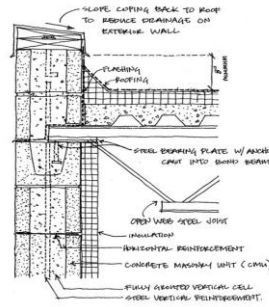 SLOPE COPING BACK TO ROOF
TO REDUCE DRAINAGE ON
EXTERIOR WALL
FLASHING
ROOFING
8"
MINIMUM
STEEL BEARING PLATE W/ ANCHO
CAST INTO BOND BEAM
OPEN WEB STEEL JOIST
INSULATION
HORIZONTAL REINFORCEMENT
CONCRETE MASONRY UNIT (CMU)
FULLY GROUTED VERTICAL CELL
STEEL VERTICAL REINFORCEMENT